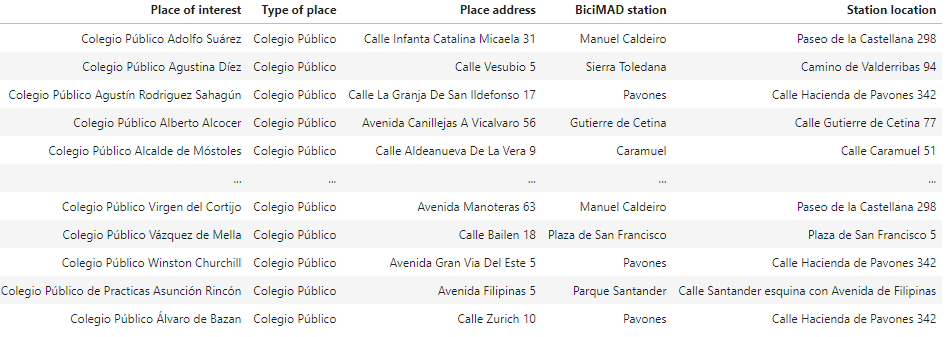 Place of interest Type of place Place address BiciMAD station Station location
Colegio Público Adolfo Suárez Colegio Público Calle Infanta Catalina Micaela 31 Manuel Caldeiro Paseo de la Castellana 298
Colegio Público Agustina Díez Colegio Público Calle Vesubio 5 Sierra Toledana Camino de Valderribas 94
Colegio Público Agustín Rodriguez Sahagún Colegio Público Calle La Granja De San Ildefonso 17 Pavones Calle Hacienda de Pavones 342
Colegio Público Alberto Alcocer Colegio Público Avenida Canillejas A Vicalvaro 56 Gutierre de Cetina Calle Gutierre de Cetina 77
Colegio Público Alcalde de Móstoles Colegio Público Calle Aldeanueva De La Vera 9 Caramuel Calle Caramuel 51
... ... ... ... ...
Colegio Público Virgen del Cortijo Colegio Público Avenida Manoteras 63 Manuel Caldeiro Paseo de la Castellana 298
Colegio Público Vázquez de Mella Colegio Público Calle Bailen 18 Plaza de San Francisco Plaza de San Francisco 5
Colegio Público Winston Churchill Colegio Público Avenida Gran Via Del Este 5 Pavones Calle Hacienda de Pavones 342
Colegio Público de Practicas Asunción Rincón Colegio Público Avenida Filipinas 5 Parque Santander Calle Santander esquina con Avenida de Filipinas
Colegio Público Álvaro de Bazan Colegio Público Calle Zurich 10 Pavones Calle Hacienda de Pavones 342